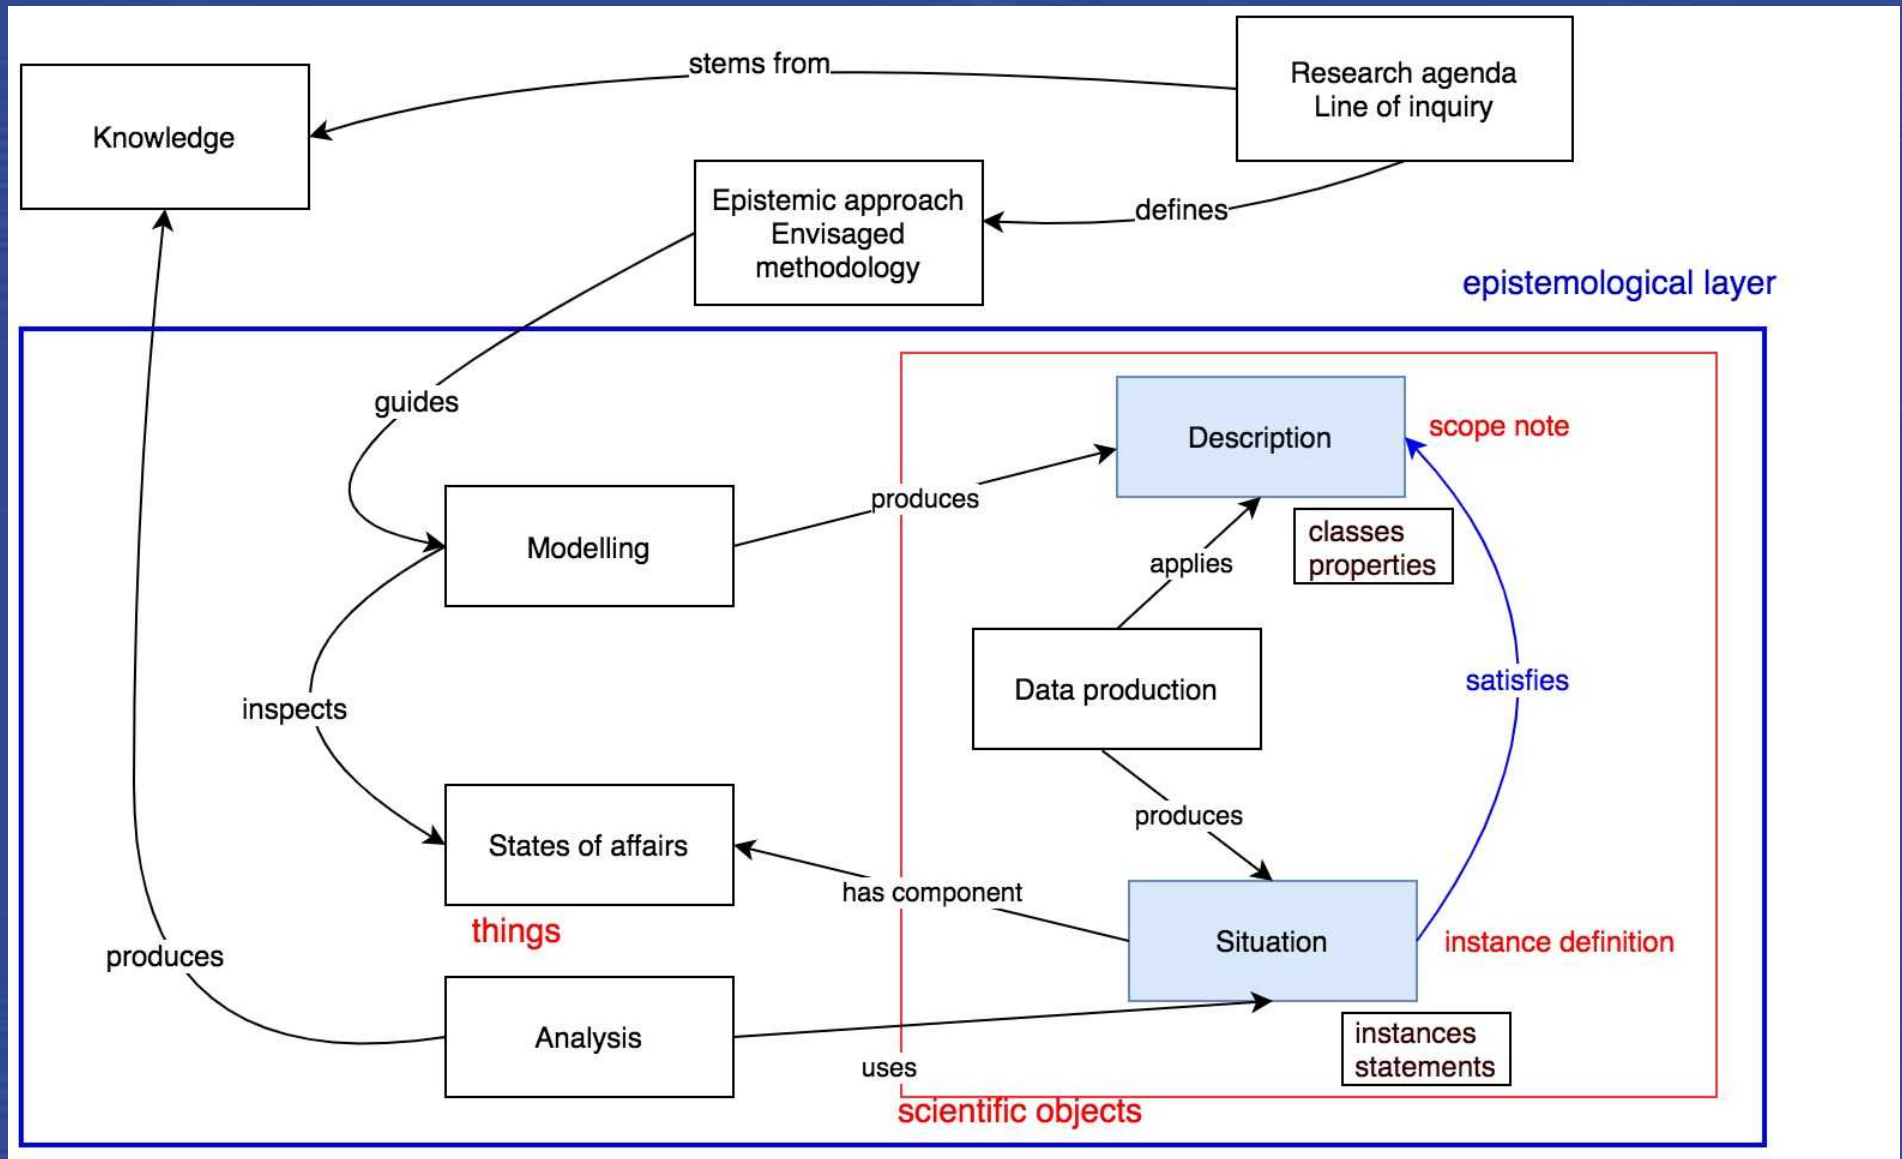 stems from
Research agenda
Line of inquiry
Knowledge
Epistemic approach
Envisaged
methodology
defines
epistemological layer
guides
Description
scope note
produces
classes
properties
Modelling
applies
satisfies
Data production
inspects
produces
States of affairs
has component
things
Situation
instance definition
produces
Analysis
instances
statements
uses
scientific objects